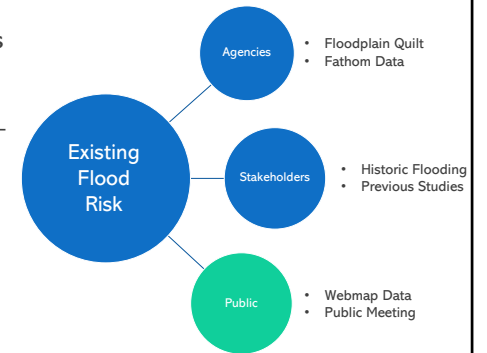 s
Agencies
• Floodplain Quilt
• Fathom Data
Existing
Flood
Risk
Stakeholders
• Historic Flooding
• Previous Studies
Public
• Webmap Data
• Public Meeting